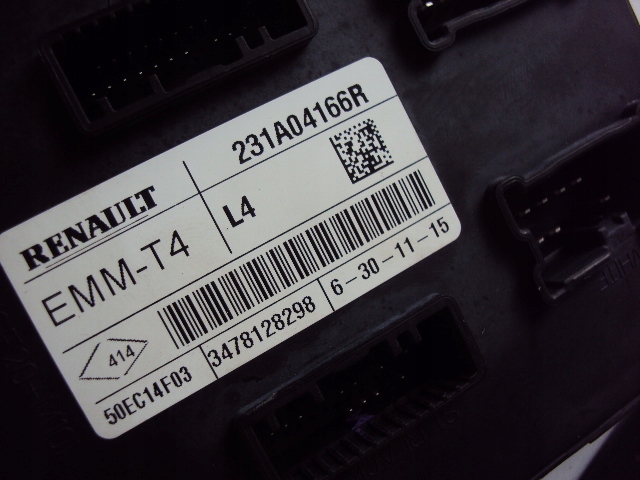 RENAULT
231A04166R
EMM-T4
L4
414
50EC14F03
3478128298
6-30-11-15